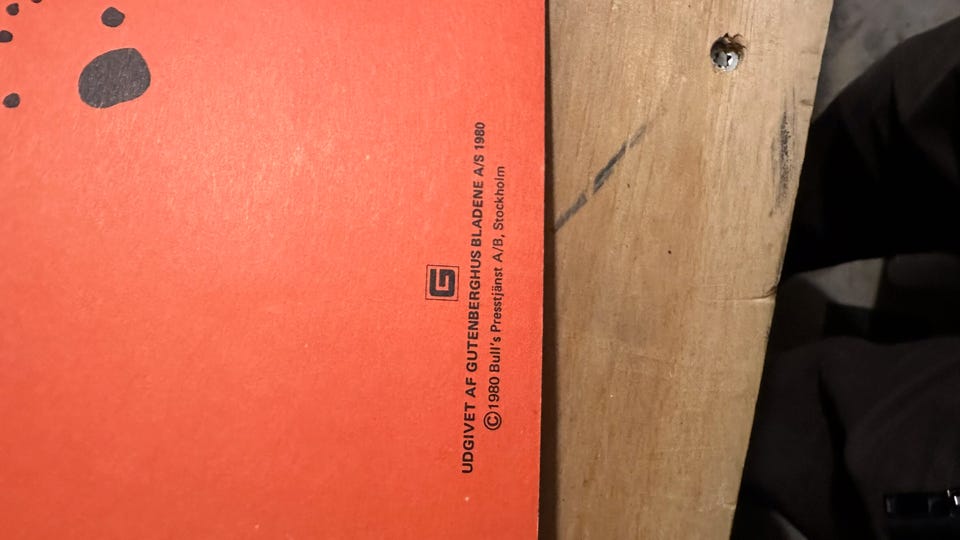 G
UDGIVET AF GUTENBERGHUS BLADENE A/S 1980
©1980 Bull's Presstjänst A/B, Stockholm